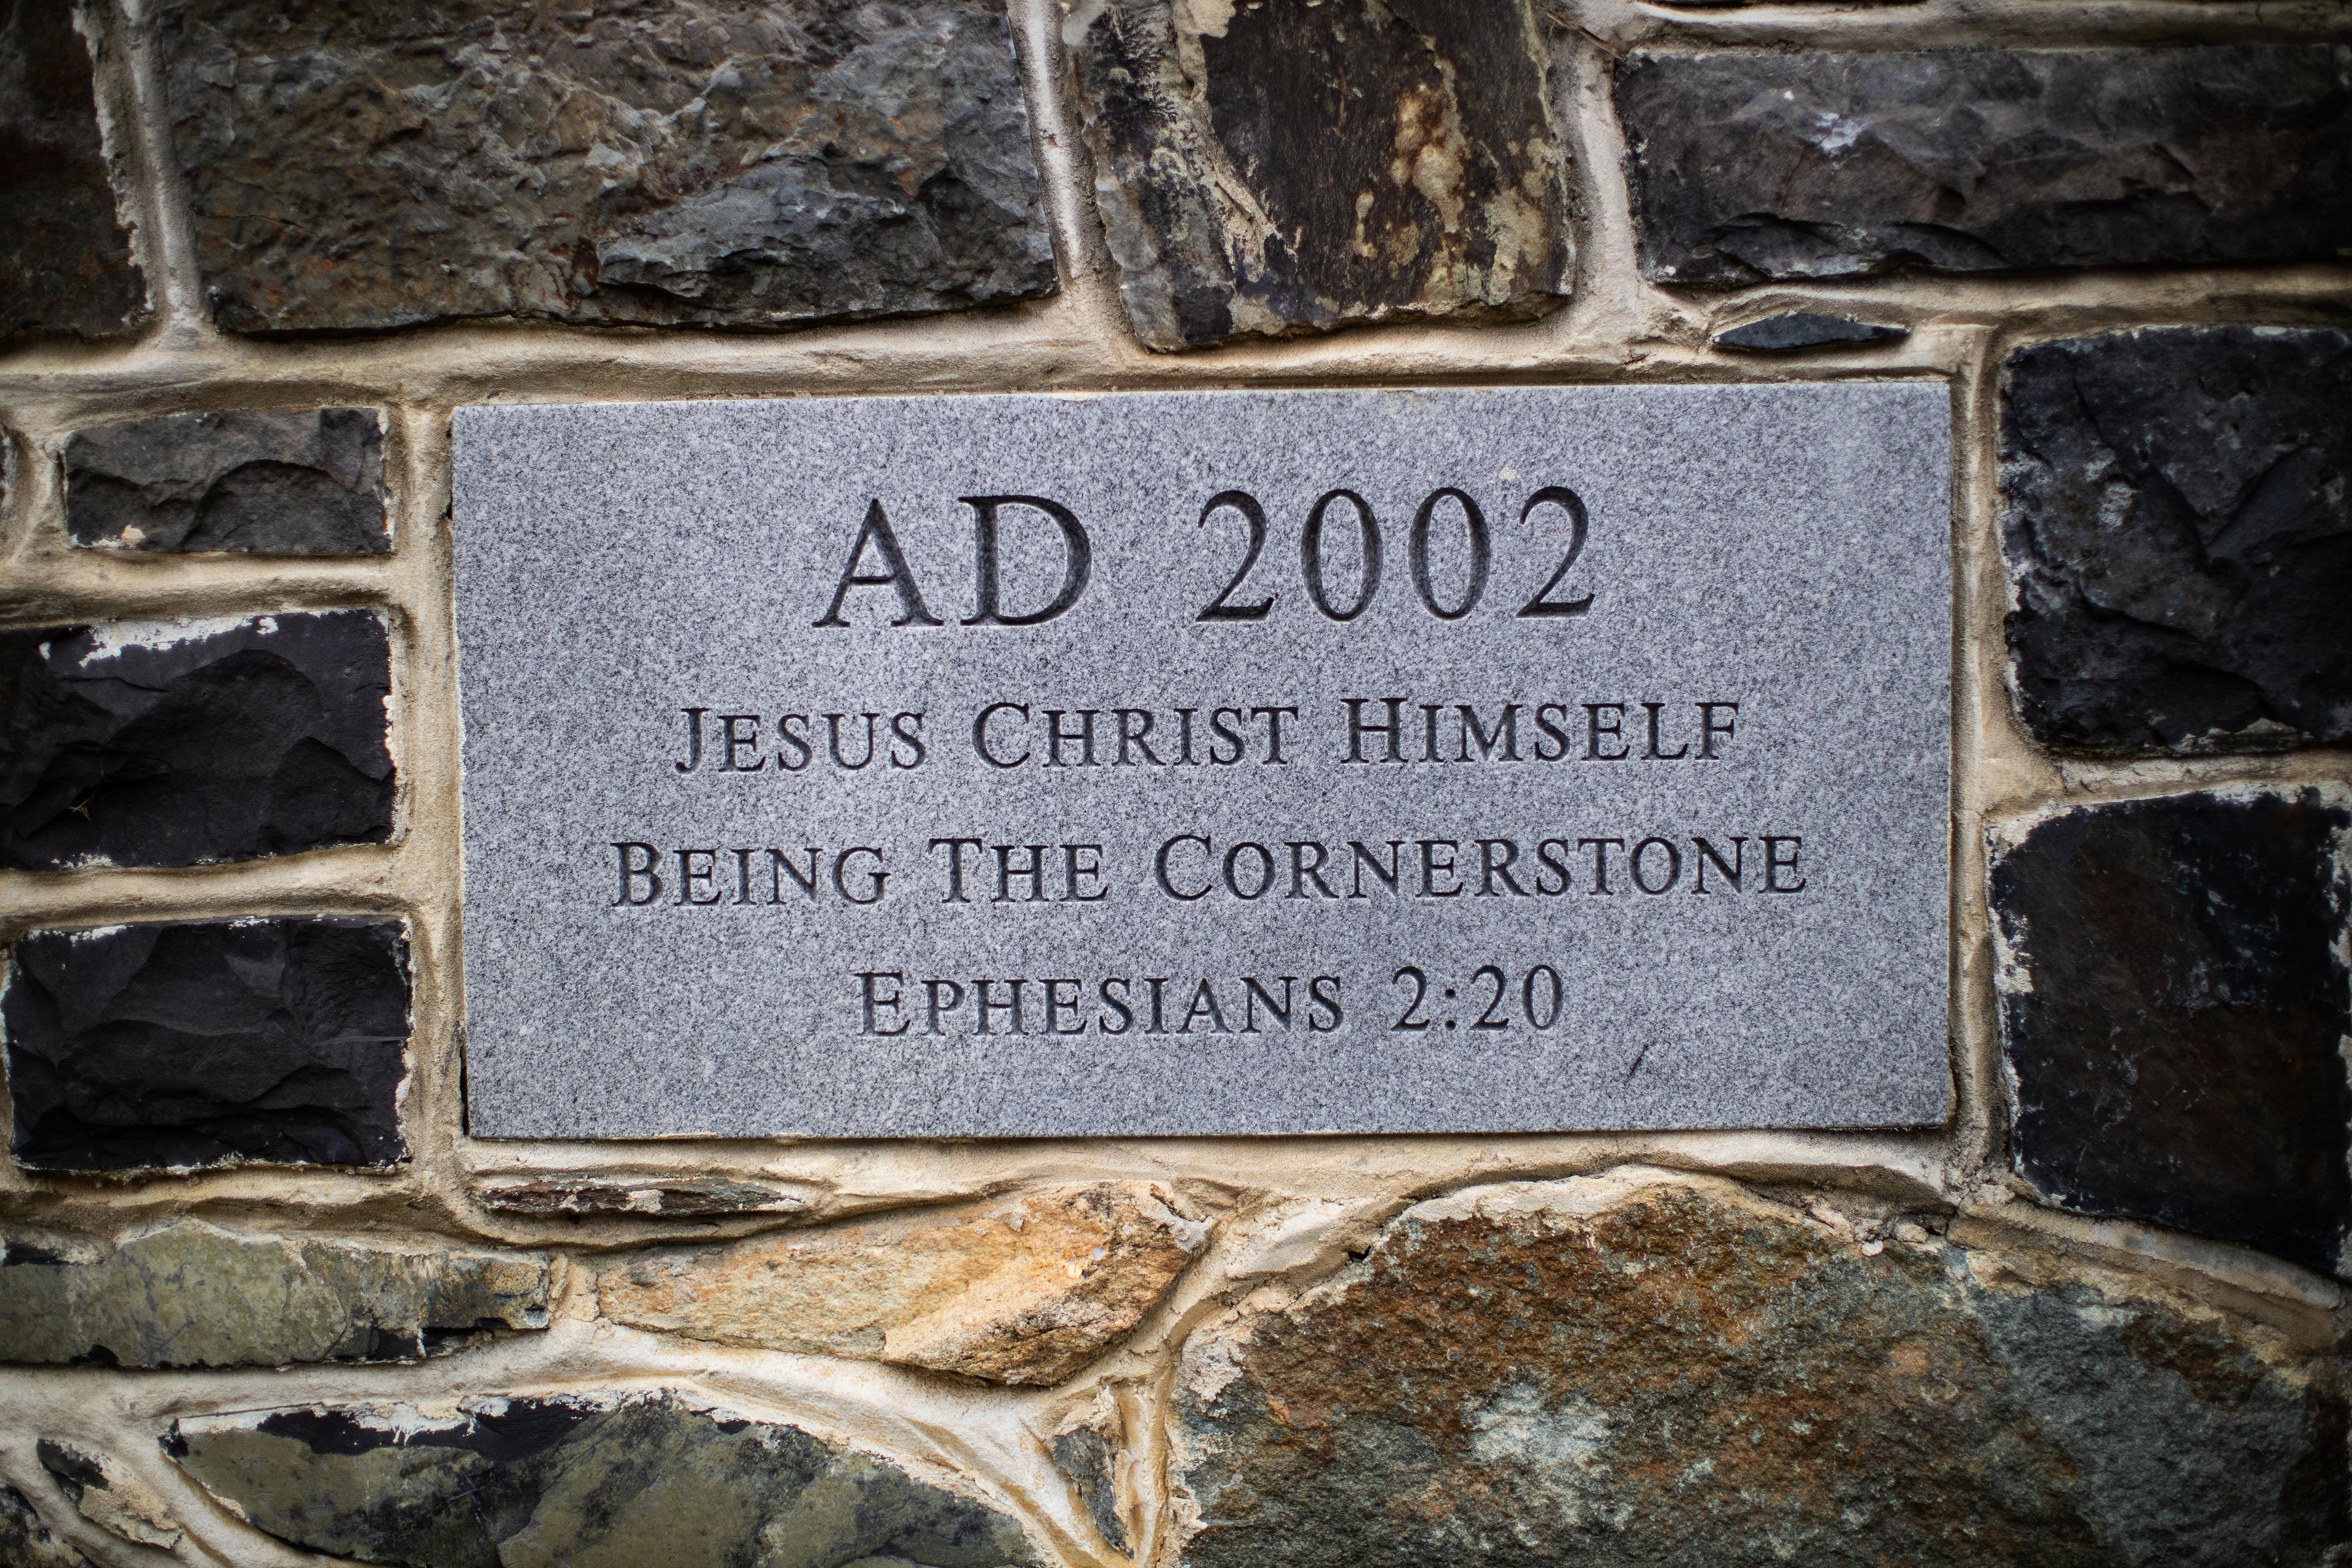 AD 2002
JESUS CHRIST HIMSELF
BEING THE CORNERSTONE
EPHESIANS 2:20